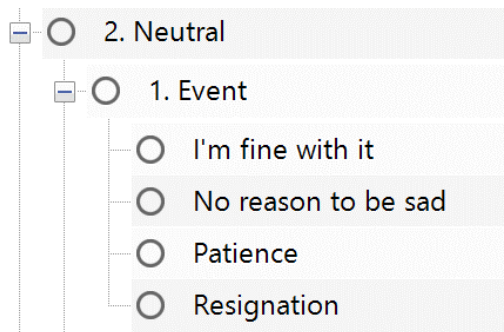 2. Neutral
1. Event
I'm fine with it
No reason to be sad
Patience
Resignation